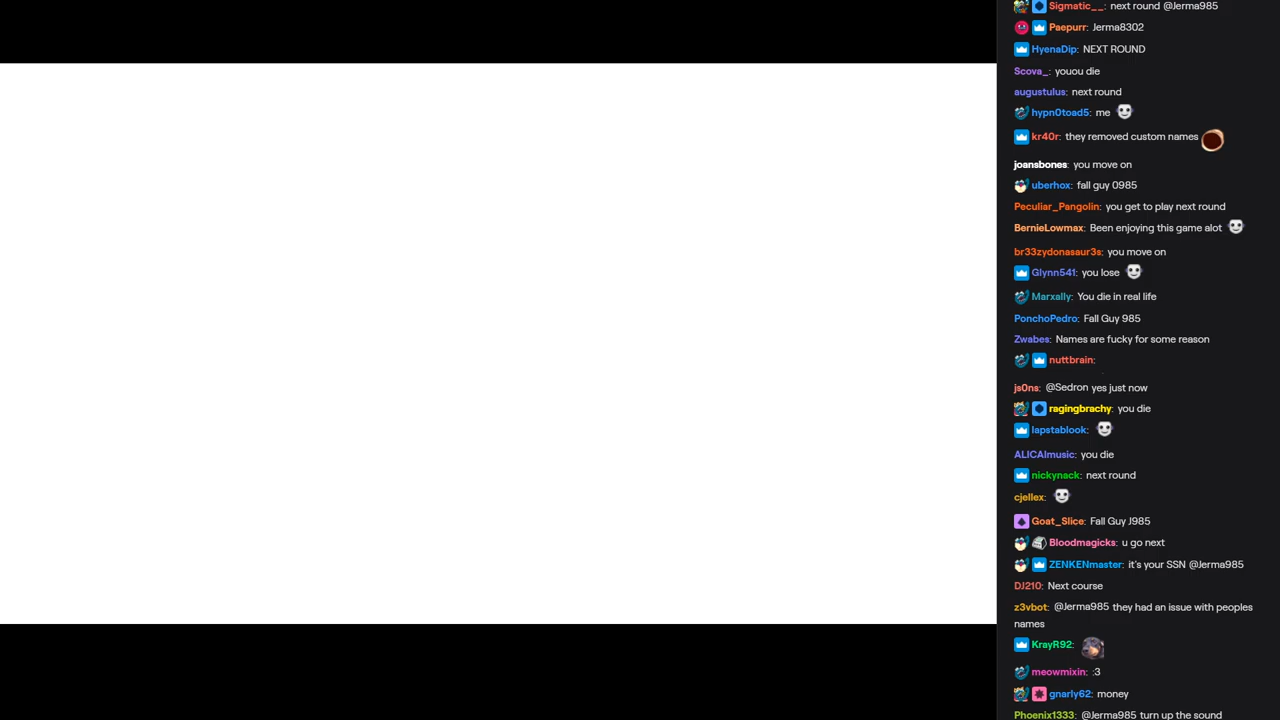 Sigmatic__: next round @Jerma985
Paepurr: Jerma8302
HyenaDip: NEXT ROUND
Scova_: youou die
augustulus: next round
hypn0toad5: me
kr40r: they removed custom names
joansbones: you move on
uberhox: fall guy 0985
Peculiar_Pangolin: you get to play next round
BernieLowmax: Been enjoying this game alot
br33zydonasaur3s: you move on
Glynn541: you lose
Marxally: You die in real life
PonchoPedro: Fall Guy 985
Zwabes: Names are fucky for some reason
nuttbrain:
js0ns: @Sedron yes just now
ragingbrachy: you die
lapstablook:
ALICAImusic: you die
nickynack: next round
cjellex:
Goat_Slice: Fall Guy J985
Bloodmagicks: u go next
ZENKENmaster: it's your SSN @Jerma985
DJ210: Next course
z3vbot: @Jerma985 they had an issue with peoples
names
KrayR92:
meowmixin: :3
gnarly62: money
Phoenix1333: @Jerma985 turn up the sound